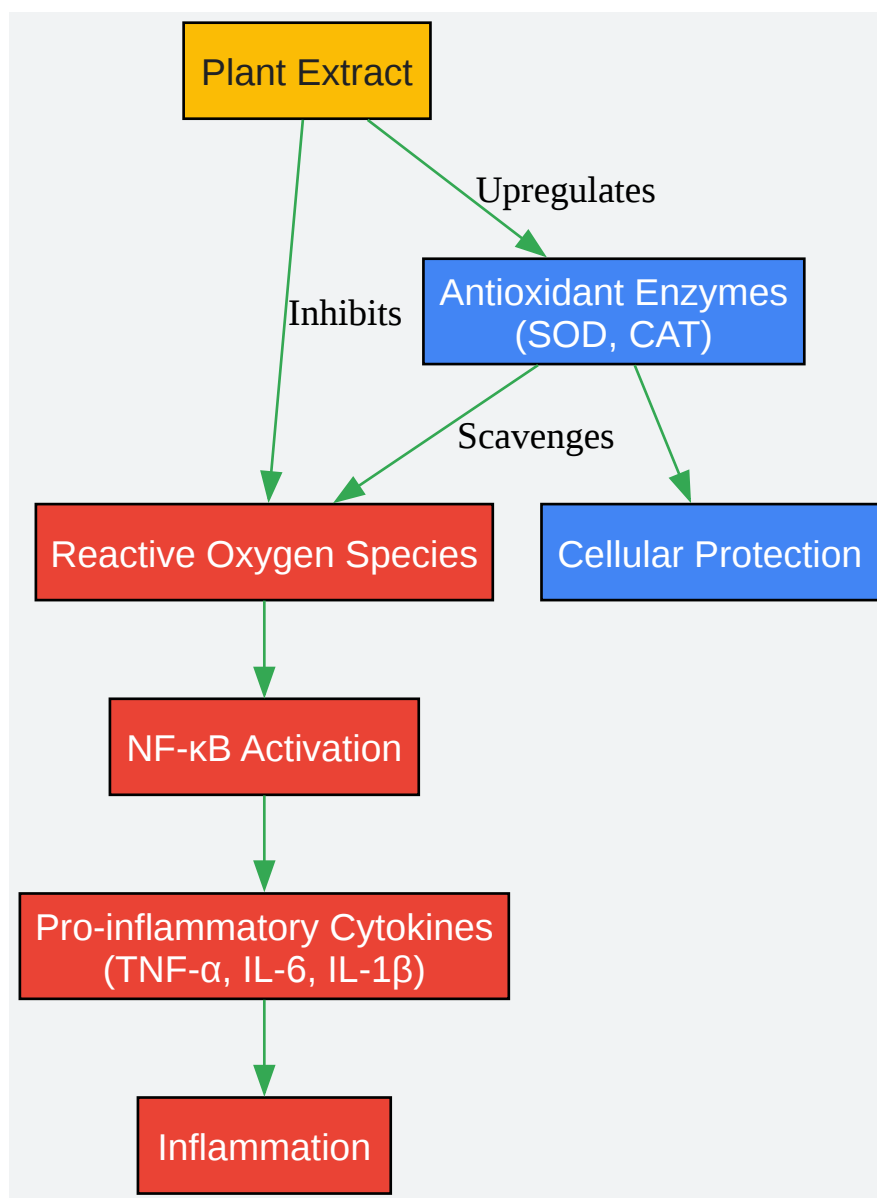 Plant Extract
Upregulates
Antioxidant Enzymes
(SOD, CAT)
Inhibits
Scavenges
Reactive Oxygen Species
Cellular Protection
NF-κB Activation
Pro-inflammatory Cytokines
(TNF-α, IL-6, IL-1β)
Inflammation